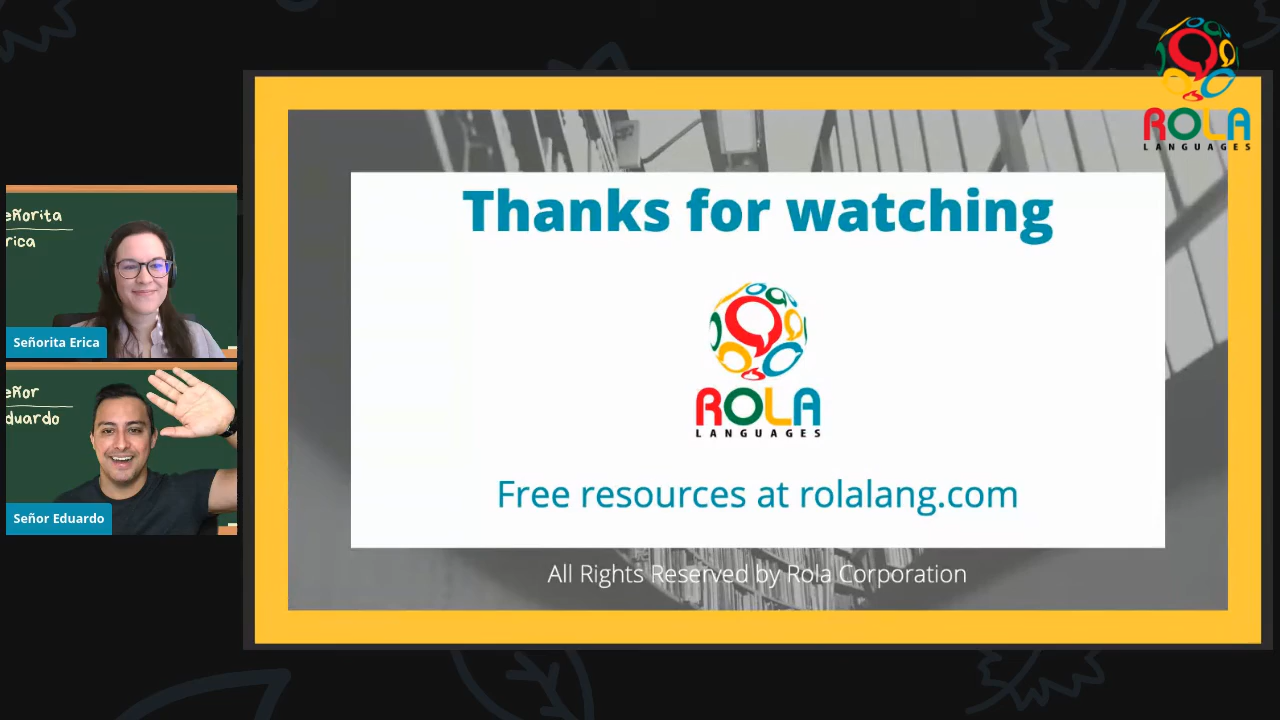 ROLA
LANGUAGES
Thanks for watching
ROLA
LANGUAGES
Free resources at rolalang.com
All Rights Reserved by Rola Corporation
eñorita
rica
Señorita Erica
eñor
duardo
Señor Eduardo